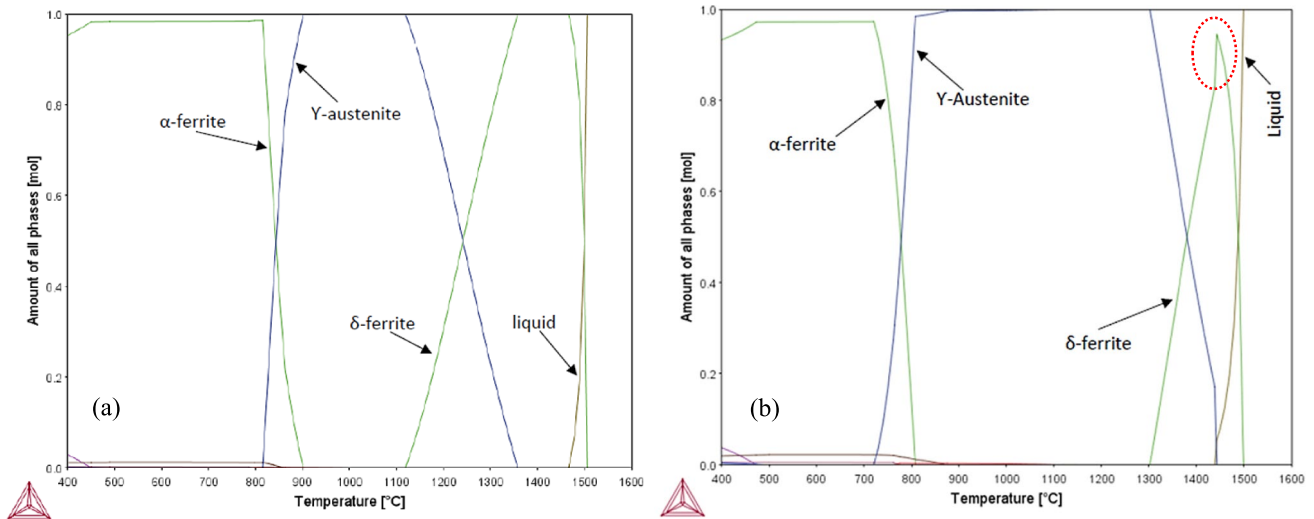 1.0
0.8
0.6
0.4
0.2
0.0
Amount of all phases [mol]
α-ferrite
Υ-austenite
δ-ferrite
liquid
(a)
400 500 600 700 800 900 1000 1100 1200 1300 1400 1500 1600
Temperature [°C]
1.0
0.8
0.6
0.4
0.2
0.0
Amount of all phases [mol]
α-ferrite
Υ-Austenite
Liquid
δ-ferrite
(b)
400 500 600 700 800 900 1000 1100 1200 1300 1400 1500 1600
Temperature [°C]